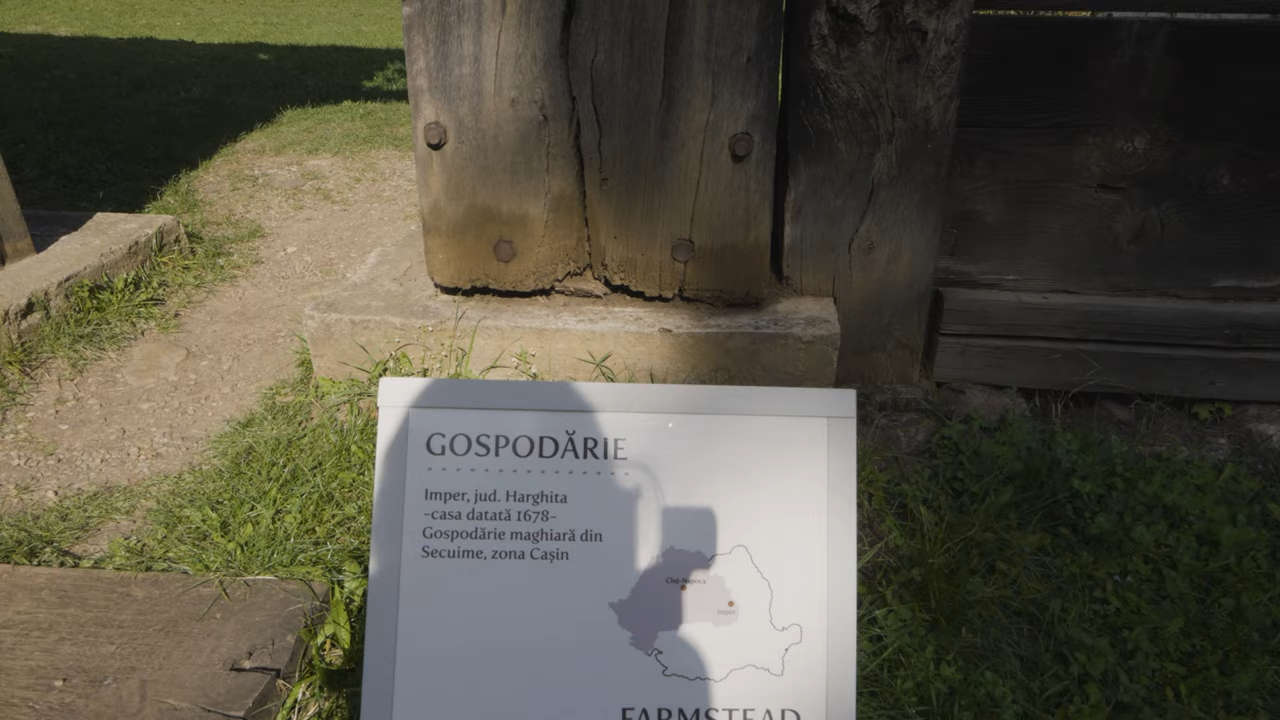 GOSPODĂRIE
Imper, jud. Harghita
-casa datată 1678-
Gospodărie maghiară din
Secuime, zona Cașin
Cluj-Napoca
Imper
FARMSTEAD